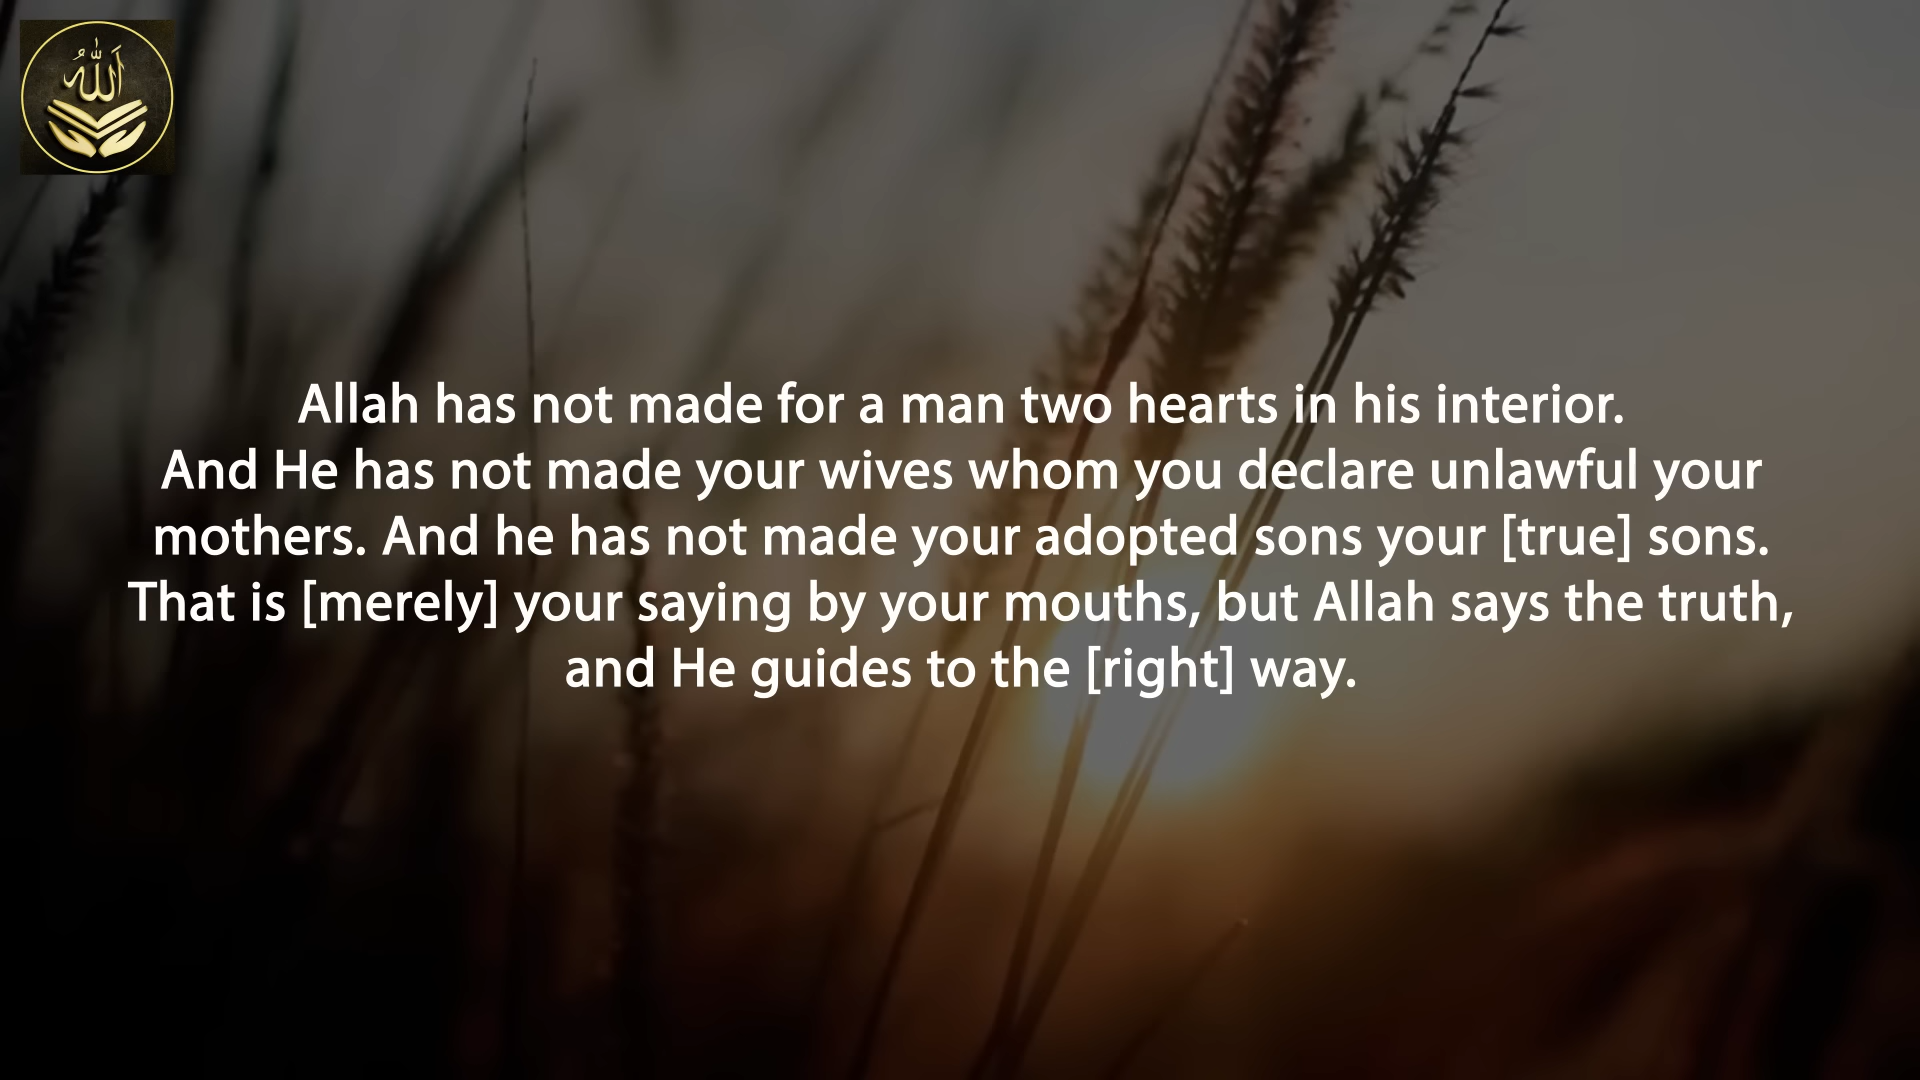 الله
Allah has not made for a man two hearts in his interior.
And He has not made your wives whom you declare unlawful your
mothers. And he has not made your adopted sons your [true] sons.
That is [merely] your saying by your mouths, but Allah says the truth,
and He guides to the [right] way.